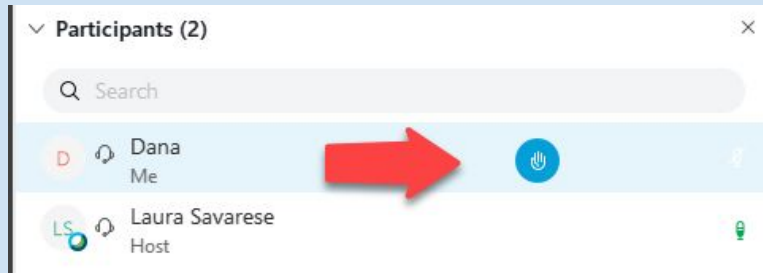 Participants (2)
Search
D Dana
Me
LS Laura Savarese
Host